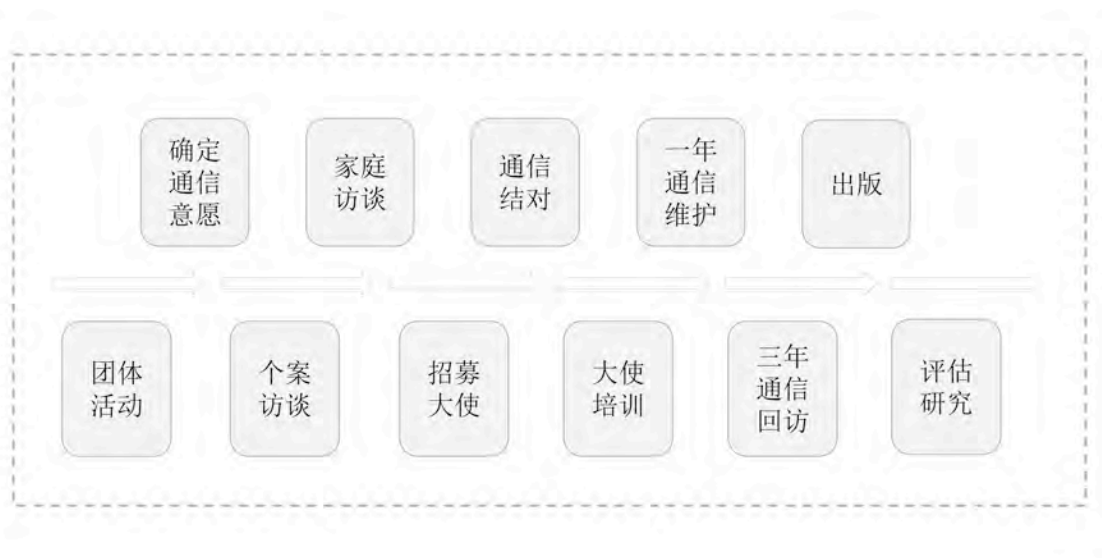 确定
通信
意愿
家庭
访谈
通信
结对
一年
通信
维护
出版
团体
活动
个案
访谈
招募
大使
大使
培训
三年
通信
回访
评估
研究